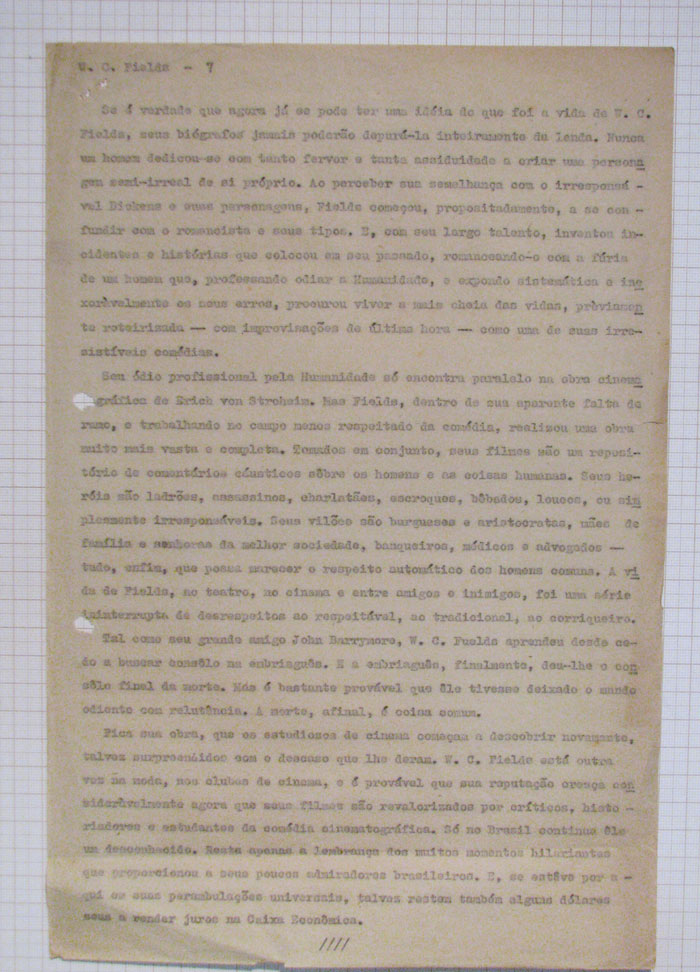 W. C. Fields - 7
Se é verdade que agora já se pode ter uma idéia do que foi a vida de W. C.
Fields, seus biógrafos jamais poderão depurá-la inteiramente da lenda. Nunca
um homem dedicou-se com tanto fervor e tanta assiduidade a criar uma persona
gem semi-irreal de si próprio. Ao perceber sua semelhança com o irresponsá -
vel Dickens e suas personagens, Fields começou, propositadamente, a se con -
fundir com o romancista e seus tipos. E, com seu largo talento, inventou in-
cidentes e histórias que colocou em seu passado, romanceando-o com a fúria
de um homem que, professando odiar a Humanidade, e expondo sistemática e ine
xoràvelmente os seus erros, procurou viver a mais cheia das vidas, prèviamen
te roteirizada — com improvisações de última hora — como uma de suas irre-
sistíveis comédias.
Seu ódio profissional pela Humanidade só encontra paralelo na obra cinema
tográfica de Erich von Stroheim. Mas Fields, dentro de sua aparente falta de
rumo, e trabalhando no campo menos respeitado da comédia, realizou uma obra
muito mais vasta e completa. Tomados em conjunto, seus filmes são um reposi-
tório de comentários cáusticos sôbre os homens e as coisas humanas. Seus he-
róis são ladrões, assassinos, charlatães, escroques, bêbados, loucos, ou sim
plesmente irresponsáveis. Seus vilões são burgueses e aristocratas, mães de
família e senhoras da melhor sociedade, banqueiros, médicos e advogados —
tudo, enfim, que possa merecer o respeito automático dos homens comuns. A vi
da de Fields, no teatro, no cinema e entre amigos e inimigos, foi uma série
ininterrupta de desrespeitos ao respeitável, ao tradicional, ao corriqueiro.
Tal como seu grande amigo John Barrymore, W. C. Fuelds aprendeu desde ce-
do a buscar consôlo na embriaguês. E a embriaguês, finalmente, deu-lhe o con
sôlo final da morte. Mas é bastante provável que êle tivesse deixado o mundo
odiento com relutância. A morte, afinal, é coisa comum.
Fica sua obra, que os estudiosos de cinema começam a descobrir novamente,
talvez surpreendidos com o descaso que lhe deram. W. C. Fields está outra
vez na moda, nos clubes de cinema, e é provável que sua reputação cresça con
sideràvelmente agora que seus filmes são revalorizados por críticos, histo -
riadores e estudantes da comédia cinematográfica. Só no Brasil continua êle
um desconhecido. Resta apenas a lembrança dos muitos momentos hilariantes
que proporcionou a seus poucos admiradores brasileiros. E, se estêve por a -
quí em suas perambulações universais, talvez restem também alguns dólares
seus a render juros na Caixa Econômica.
////